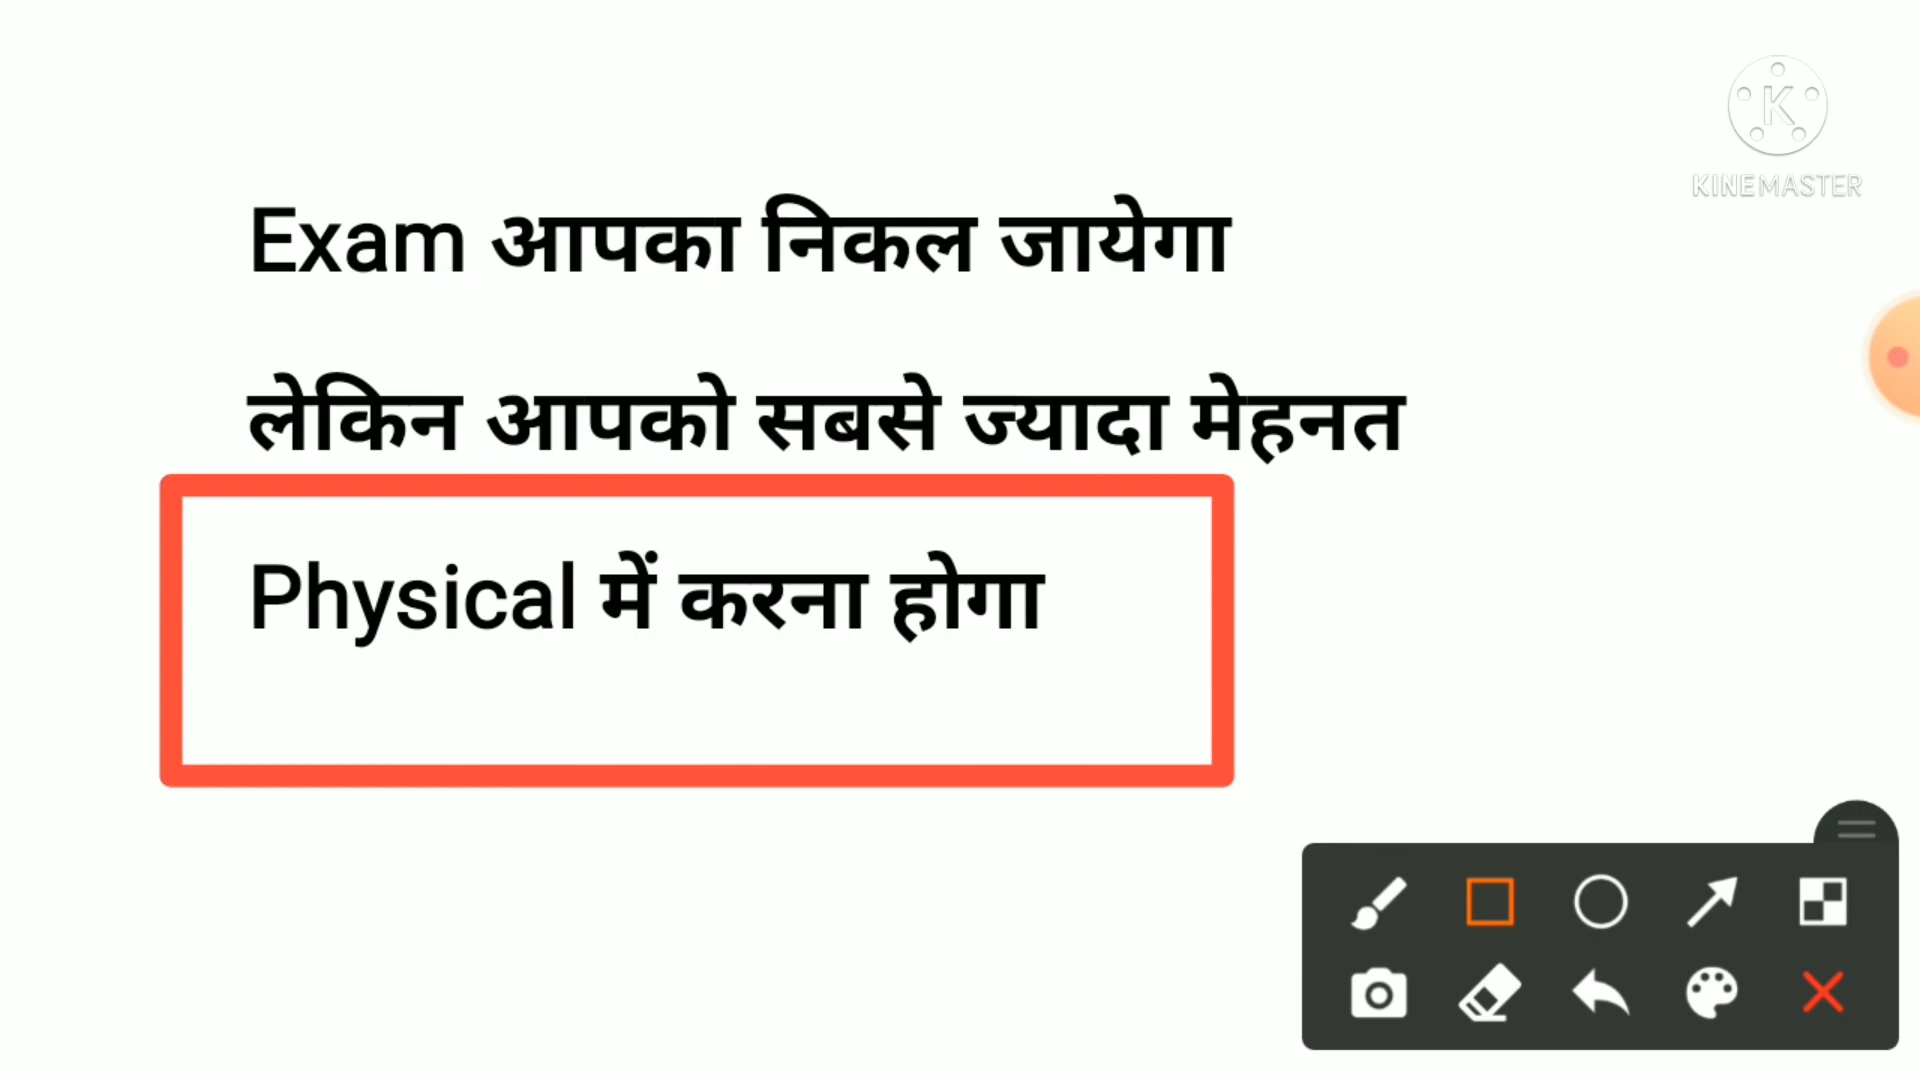 K
KINEMASTER
Exam आपका निकल जायेगा
लेकिन आपको सबसे ज्यादा मेहनत
Physical में करना होगा